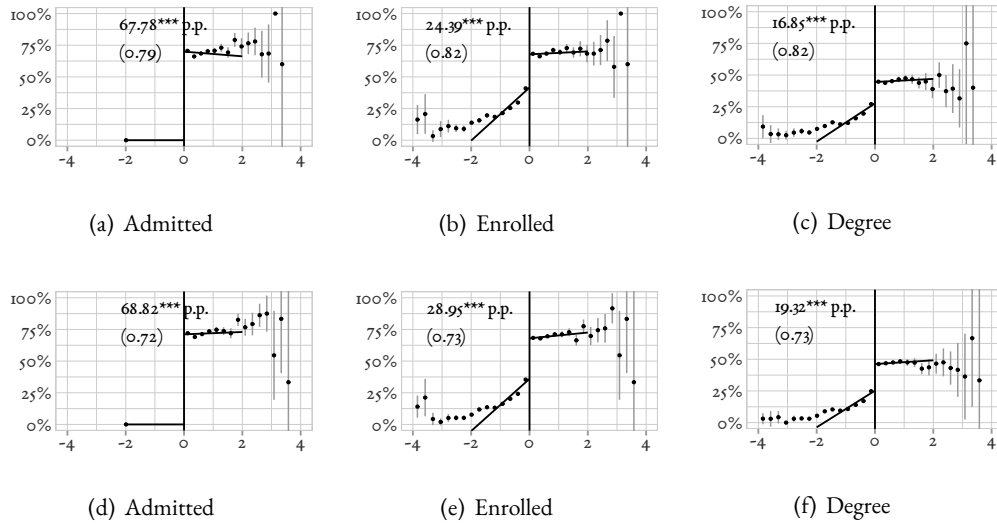 100%
67.78*** p.p.
75%
(0.79)
50%
25%
0%
-4 -2 0 2 4
(a) Admitted
100%
24.39*** p.p.
75%
(0.82)
50%
25%
0%
-4 -2 0 2 4
(b) Enrolled
100%
16.85*** p.p.
75%
(0.82)
50%
25%
0%
-4 -2 0 2 4
(c) Degree
100%
68.82*** p.p.
75%
(0.72)
50%
25%
0%
-4 -2 0 2 4
(d) Admitted
100%
28.95*** p.p.
75%
(0.73)
50%
25%
0%
-4 -2 0 2 4
(e) Enrolled
100%
19.32*** p.p.
75%
(0.73)
50%
25%
0%
-4 -2 0 2 4
(f) Degree